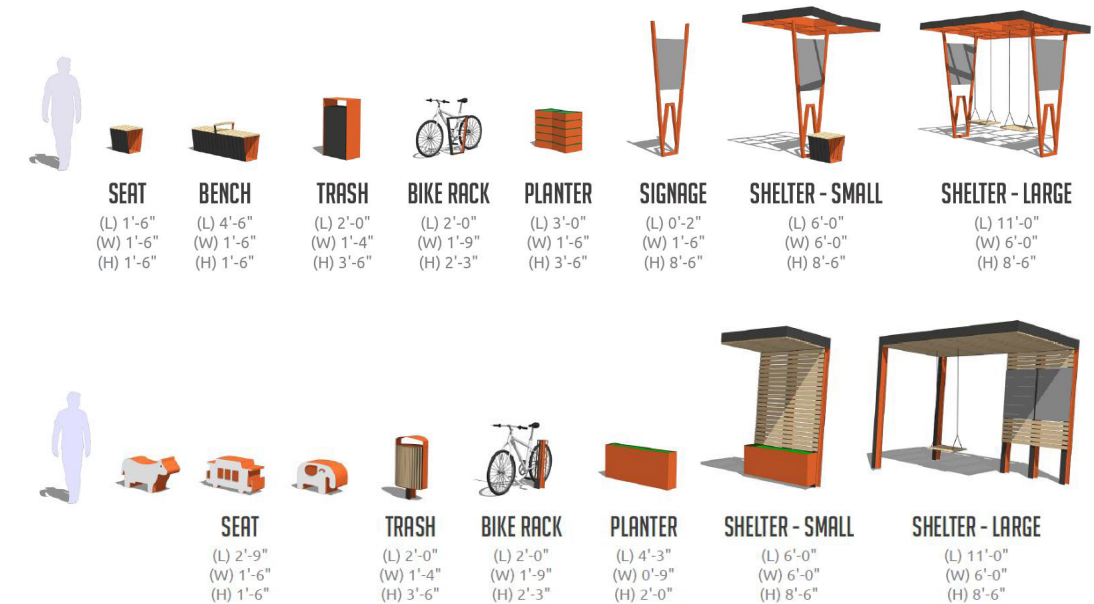 SEAT BENCH TRASH BIKE RACK PLANTER SIGNAGE SHELTER - SMALL SHELTER - LARGE
(L) 1'-6" (L) 4'-6" (L) 2'-0" (L) 2'-0" (L) 3'-0" (L) 0'-2" (L) 6'-0" (L) 11'-0"
(W) 1'-6" (W) 1'-6" (W) 1'-4" (W) 1'-9" (W) 1'-6" (W) 1'-6" (W) 6'-0" (W) 6'-0"
(H) 1'-6" (H) 1'-6" (H) 3'-6" (H) 2'-3" (H) 3'-6" (H) 8'-6" (H) 8'-6" (H) 8'-6"
SEAT TRASH BIKE RACK PLANTER SHELTER - SMALL SHELTER - LARGE
(L) 2'-9" (L) 2'-0" (L) 2'-0" (L) 4'-3" (L) 6'-0" (L) 11'-0"
(W) 1'-6" (W) 1'-4" (W) 1'-9" (W) 0'-9" (W) 6'-0" (W) 6'-0"
(H) 1'-6" (H) 3'-6" (H) 2'-3" (H) 2'-0" (H) 8'-6" (H) 8'-6"